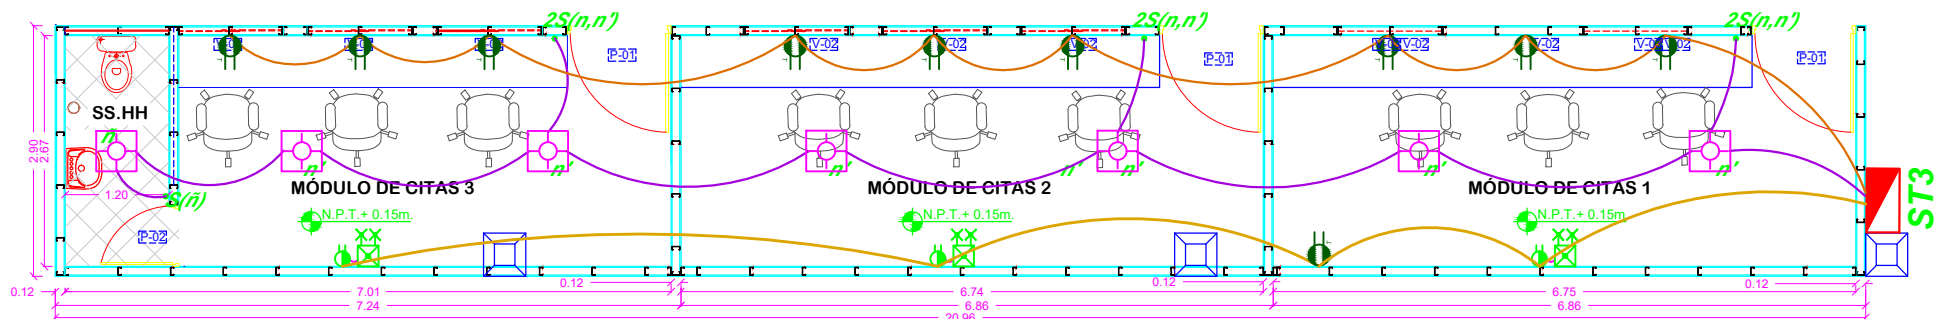 2S(n,n')
2S(n,n')
2S(n,n')
V-02
V-02
V-02
V-02
V-02
V-02
V-02
P-01
P-01
P-01
SS.HH
n'
n'
n'
n'
n'
n'
n'
2.90
2.67
1.20
S(ñ)
MÓDULO DE CITAS 3
MÓDULO DE CITAS 2
MÓDULO DE CITAS 1
ST3
N.P.T.+ 0.15m.
N.P.T.+ 0.15m.
N.P.T.+ 0.15m.
P-02
0.12
0.12
0.12
0.12
7.01
6.74
6.75
7.24
6.86
6.86
20.96